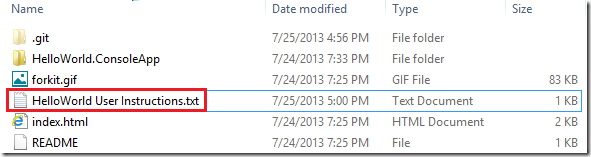 Name Date modified Type Size
.git 7/25/2013 4:56 PM File folder
HelloWorld.ConsoleApp 7/24/2013 7:33 PM File folder
forkit.gif 7/24/2013 7:25 PM GIF File 83 KB
HelloWorld User Instructions.txt 7/25/2013 5:00 PM Text Document 1 KB
index.html 7/24/2013 7:25 PM HTML Document 2 KB
README 7/24/2013 7:25 PM File 1 KB